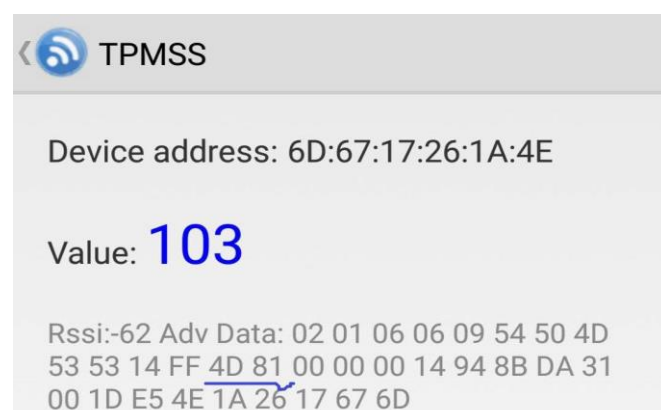 TPMSS
Device address: 6D:67:17:26:1A:4E
Value: 103
Rssi:-62 Adv Data: 02 01 06 06 09 54 50 4D
53 53 14 FF 4D 81 00 00 00 14 94 8B DA 31
00 1D E5 4E 1A 26 17 67 6D